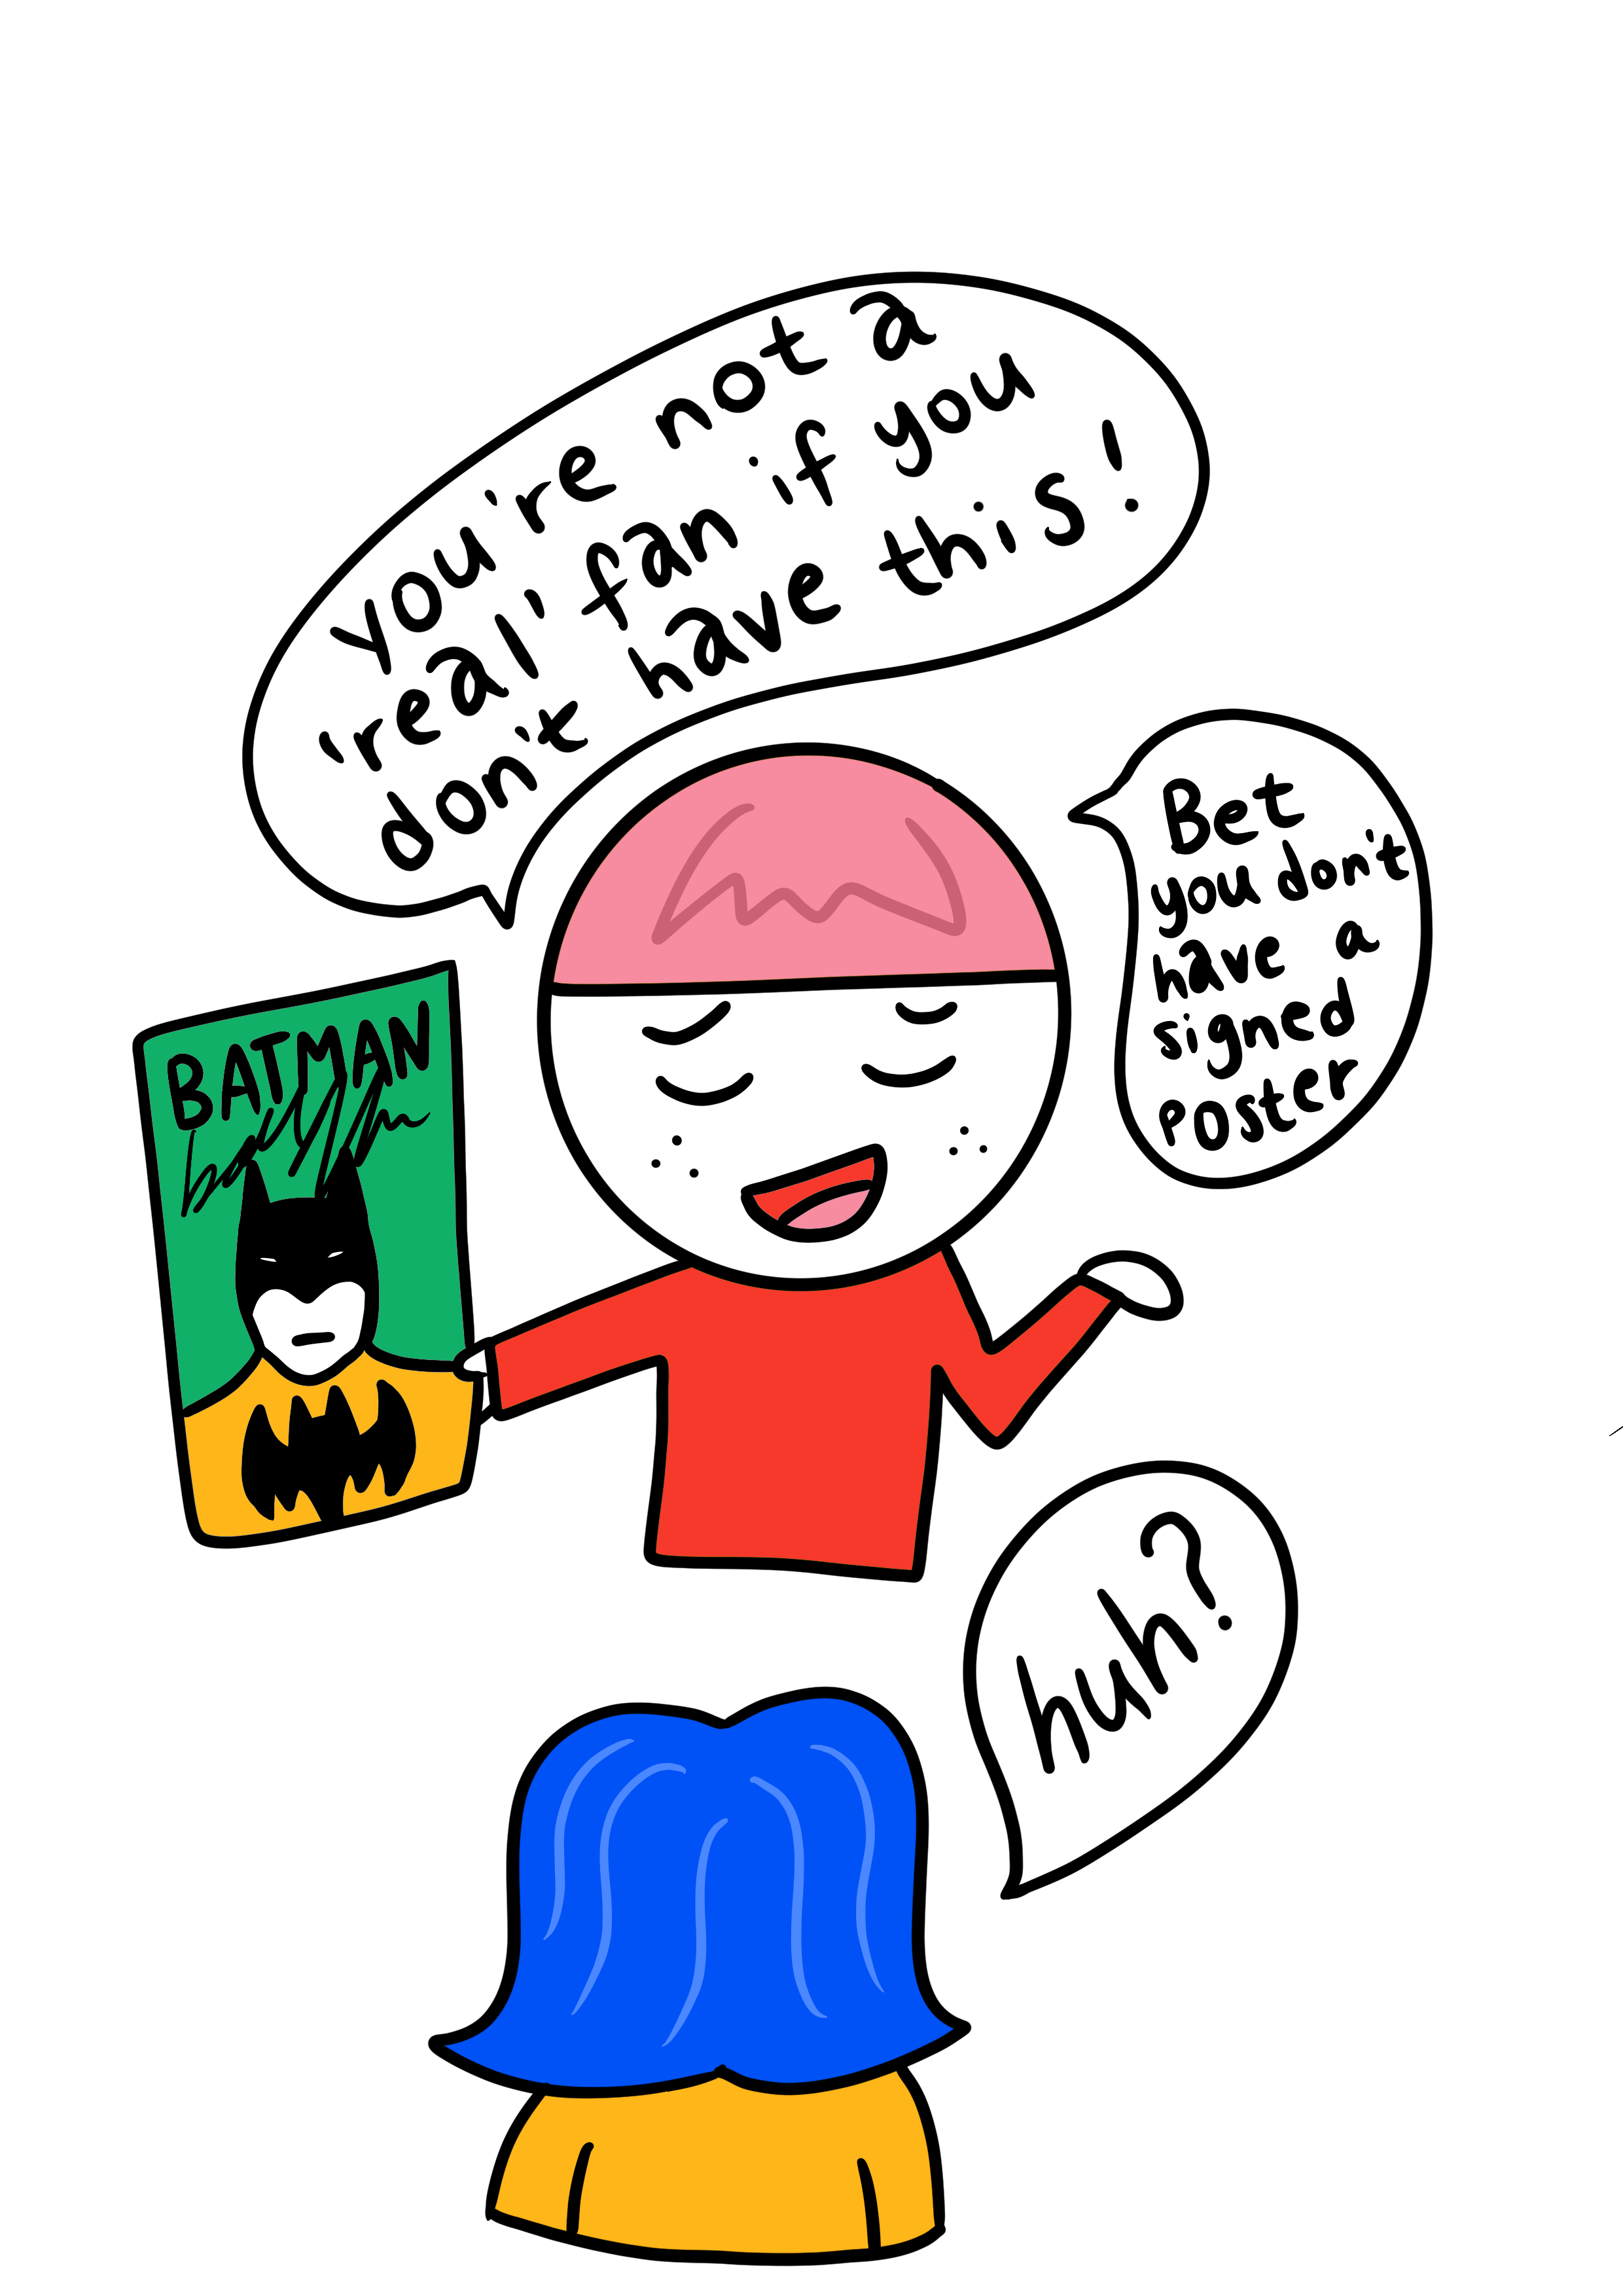 You're not a
'real' fan if you
don't have this!
Bet
you don't
have a
signed
poster
BATMAN
huh?